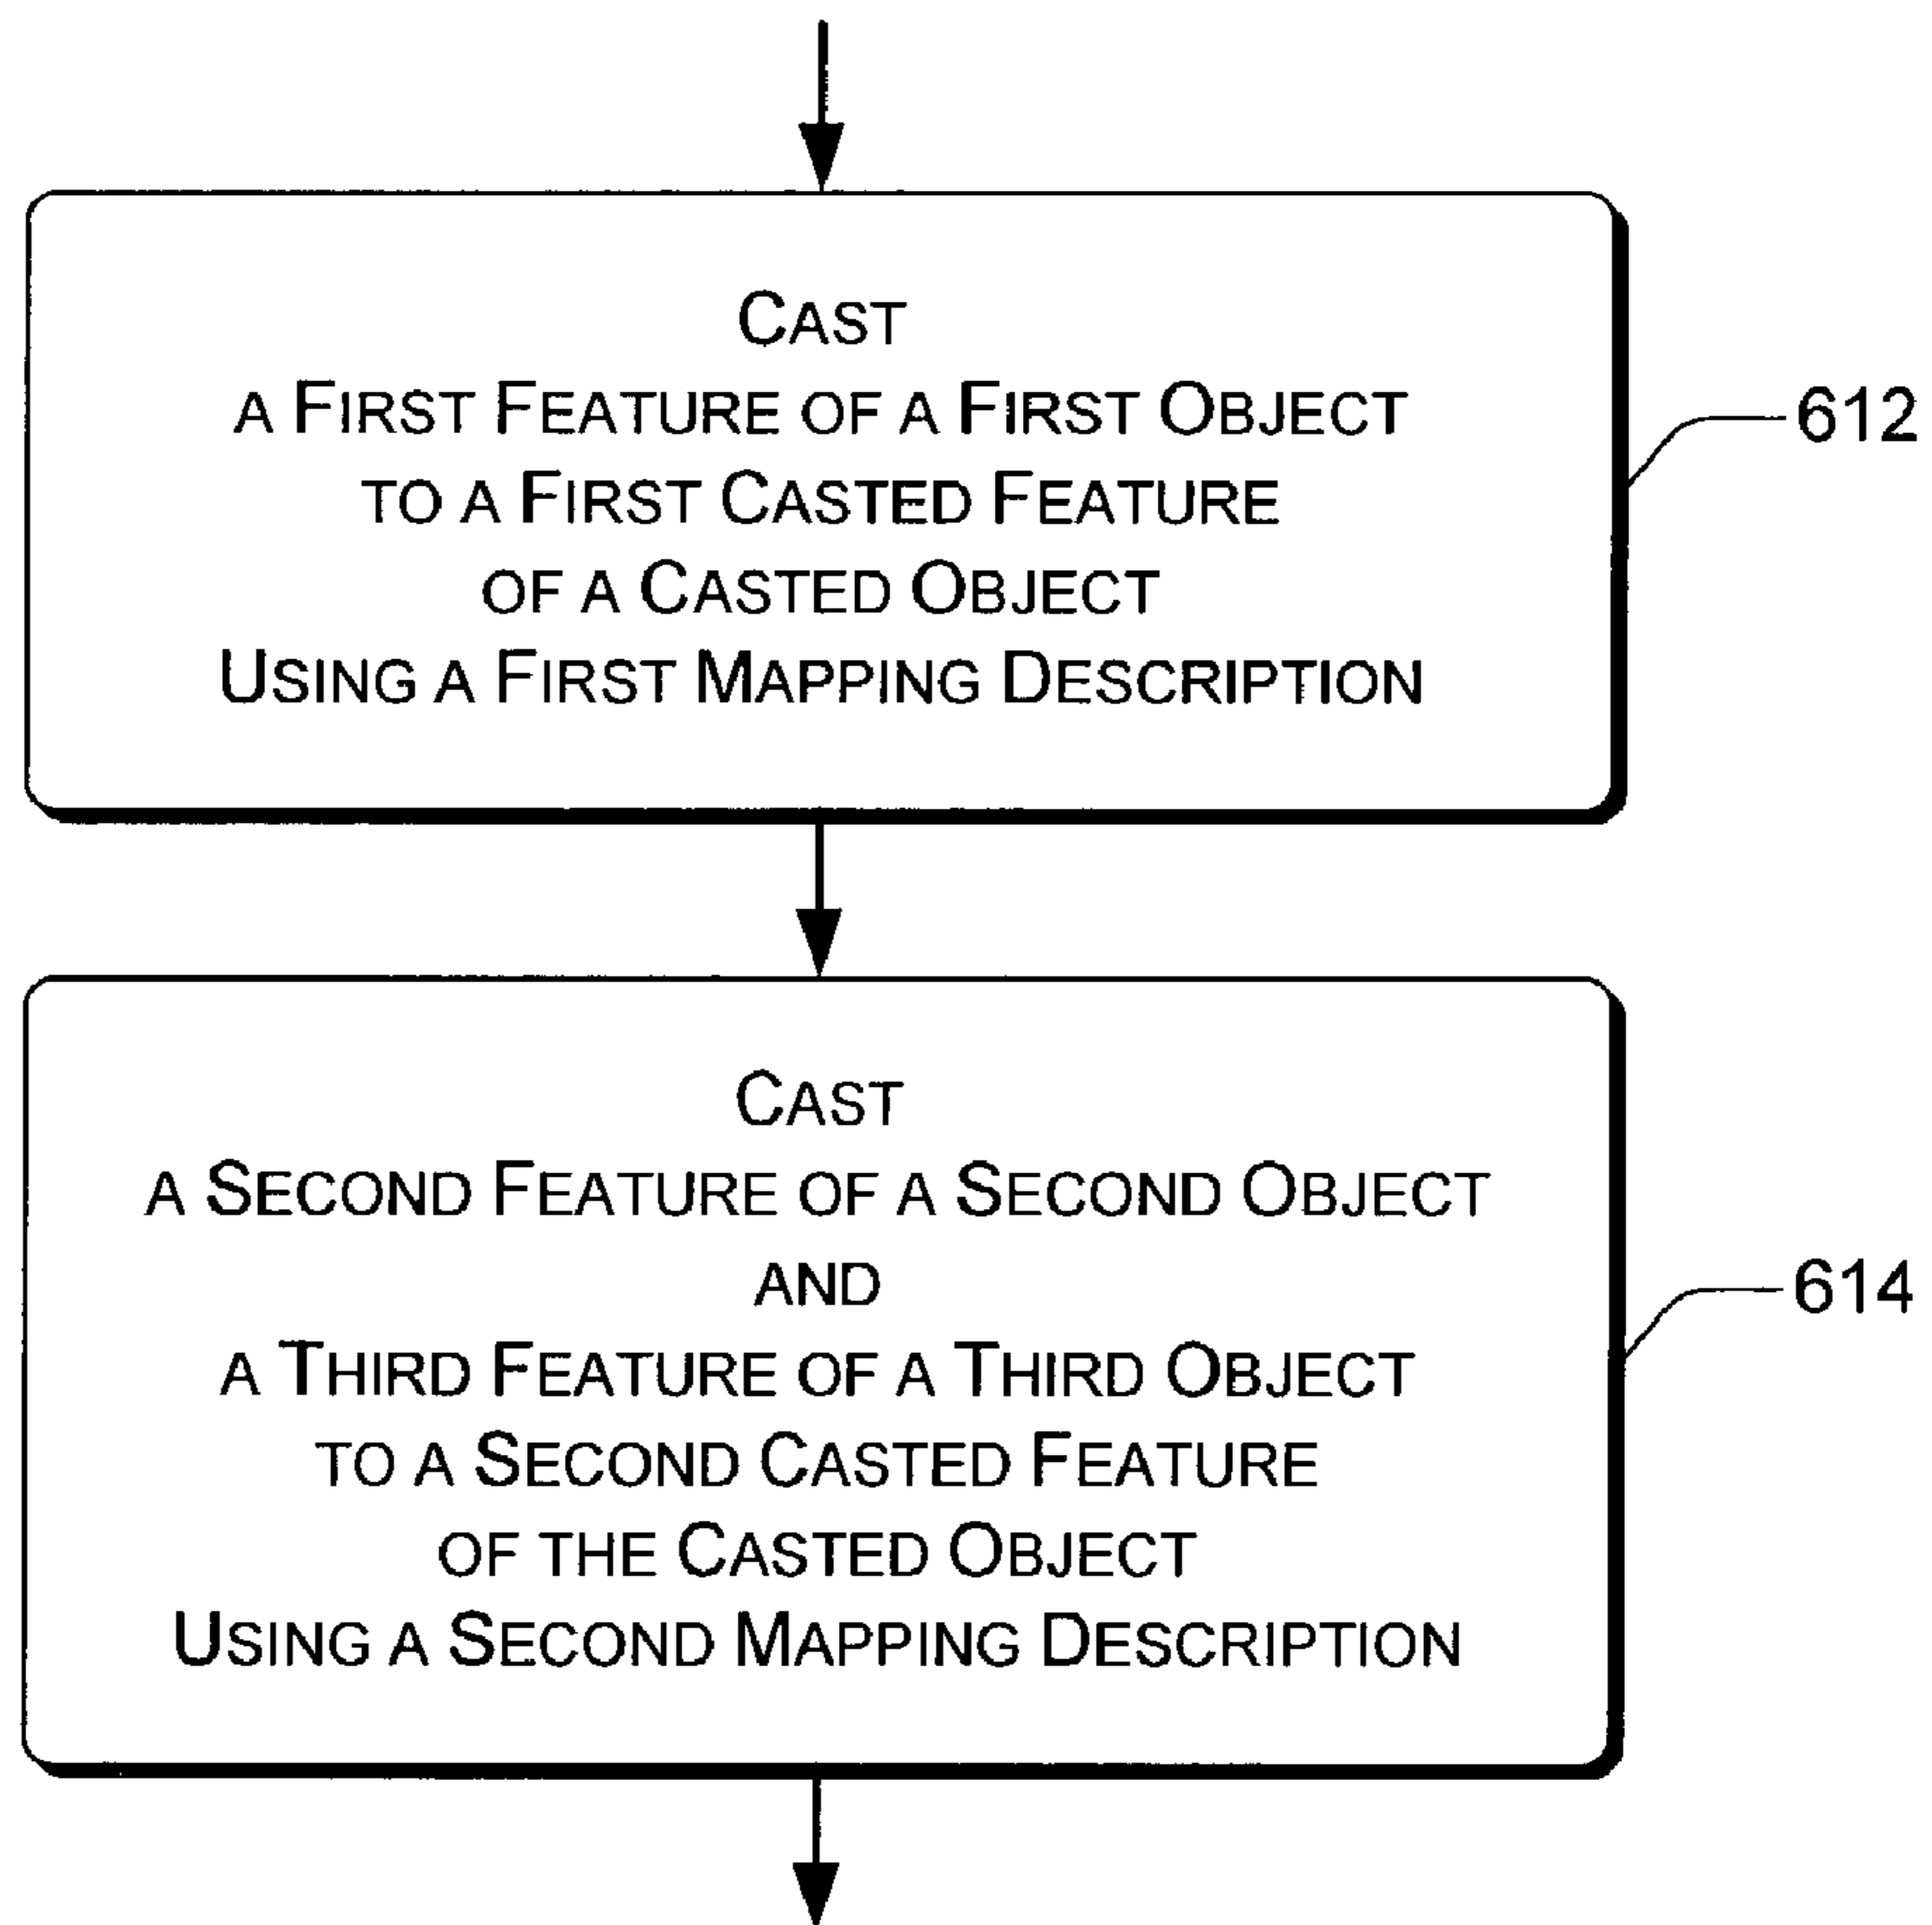 CAST
A FIRST FEATURE OF A FIRST OBJECT
TO A FIRST CASTED FEATURE
OF A CASTED OBJECT
USING A FIRST MAPPING DESCRIPTION
612
CAST
A SECOND FEATURE OF A SECOND OBJECT
AND
A THIRD FEATURE OF A THIRD OBJECT
TO A SECOND CASTED FEATURE
OF THE CASTED OBJECT
USING A SECOND MAPPING DESCRIPTION
614